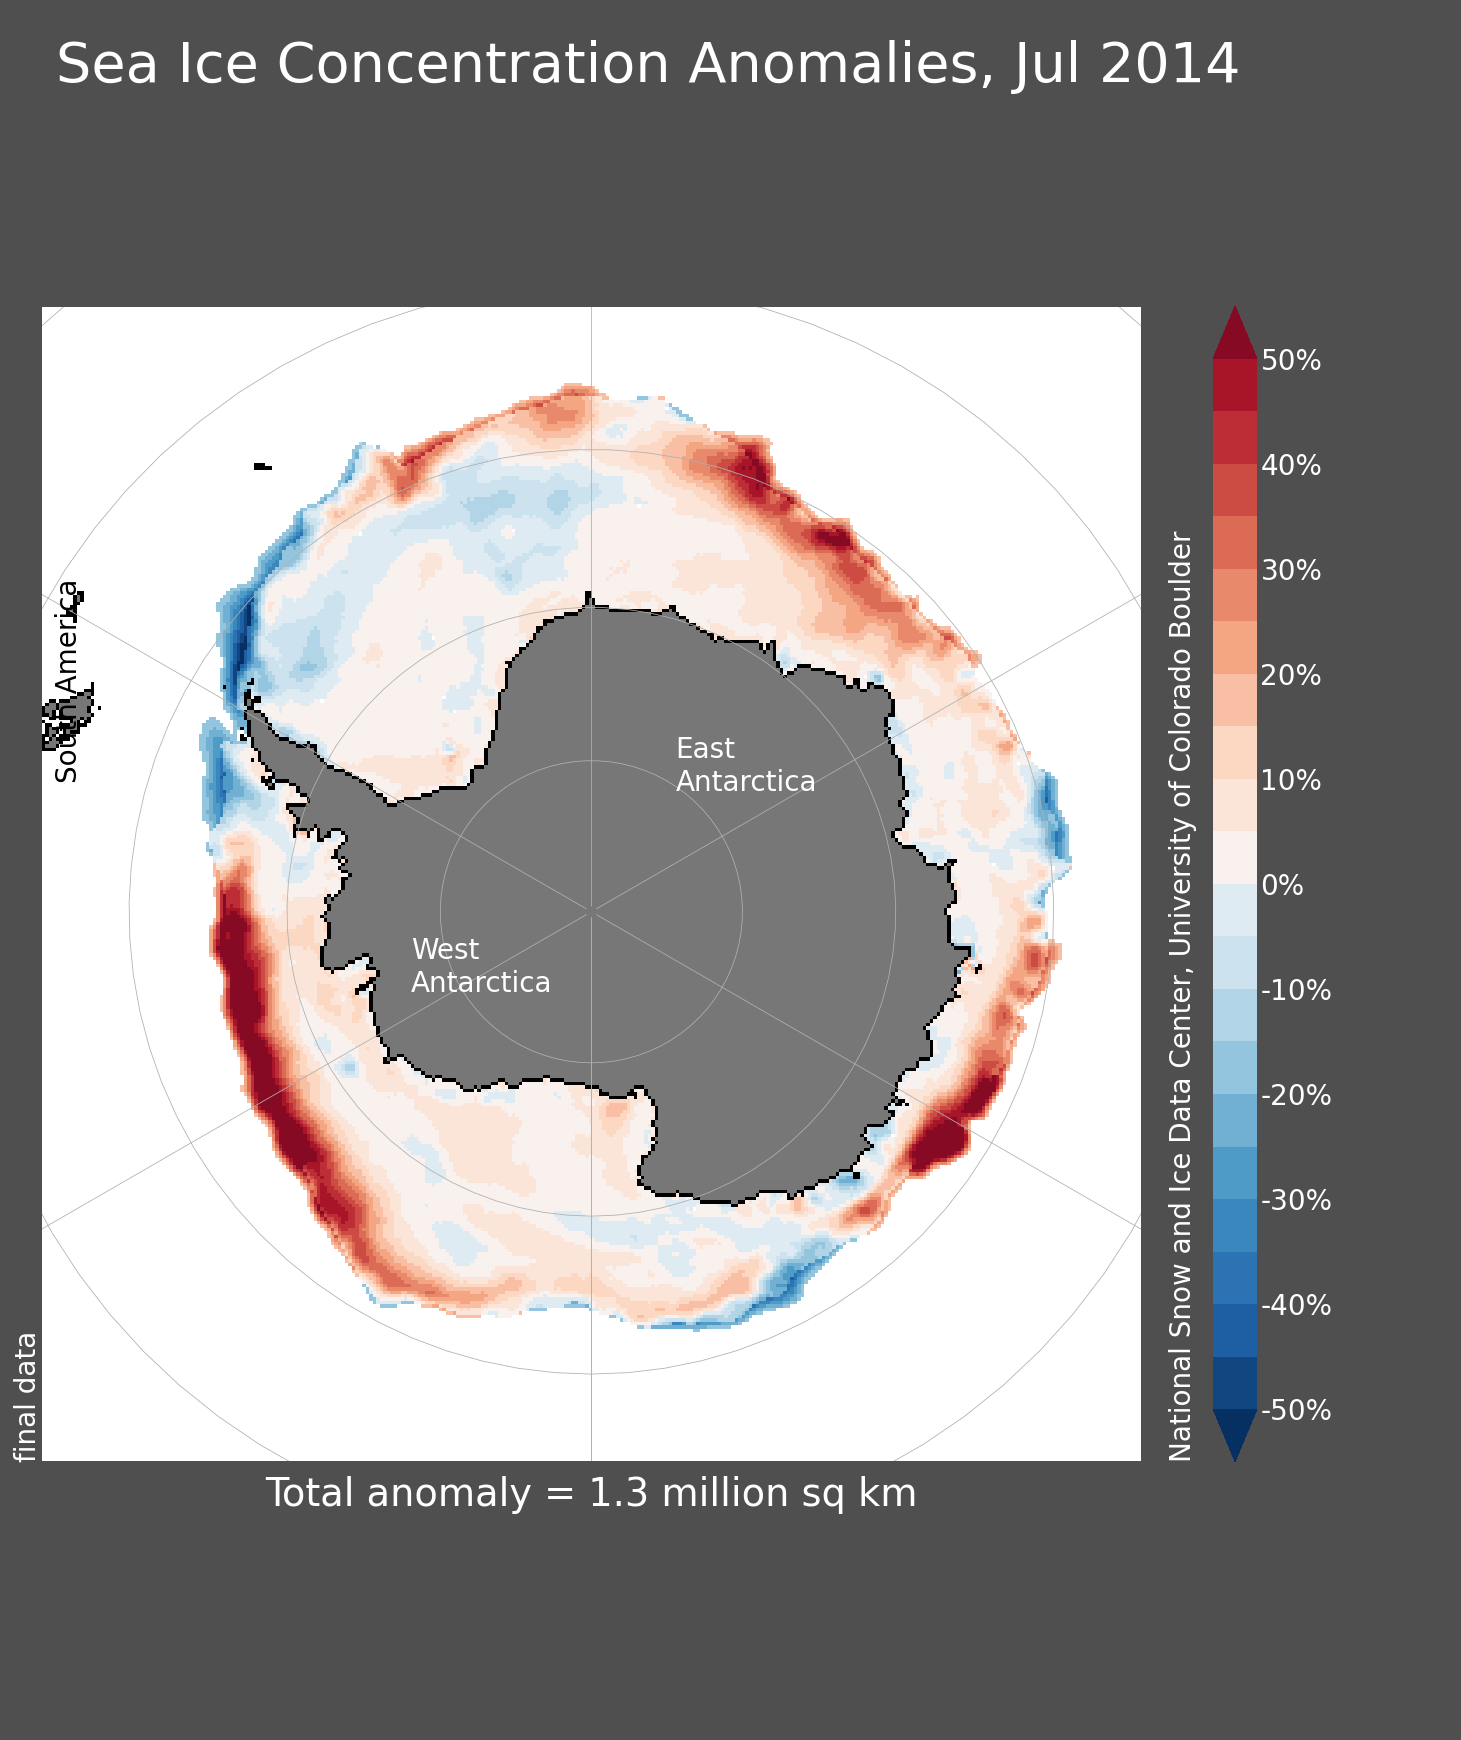 Sea Ice Concentration Anomalies, Jul 2014
South America
East
Antarctica
West
Antarctica
final data
National Snow and Ice Data Center, University of Colorado Boulder
50%
40%
30%
20%
10%
0%
-10%
-20%
-30%
-40%
-50%
Total anomaly = 1.3 million sq km